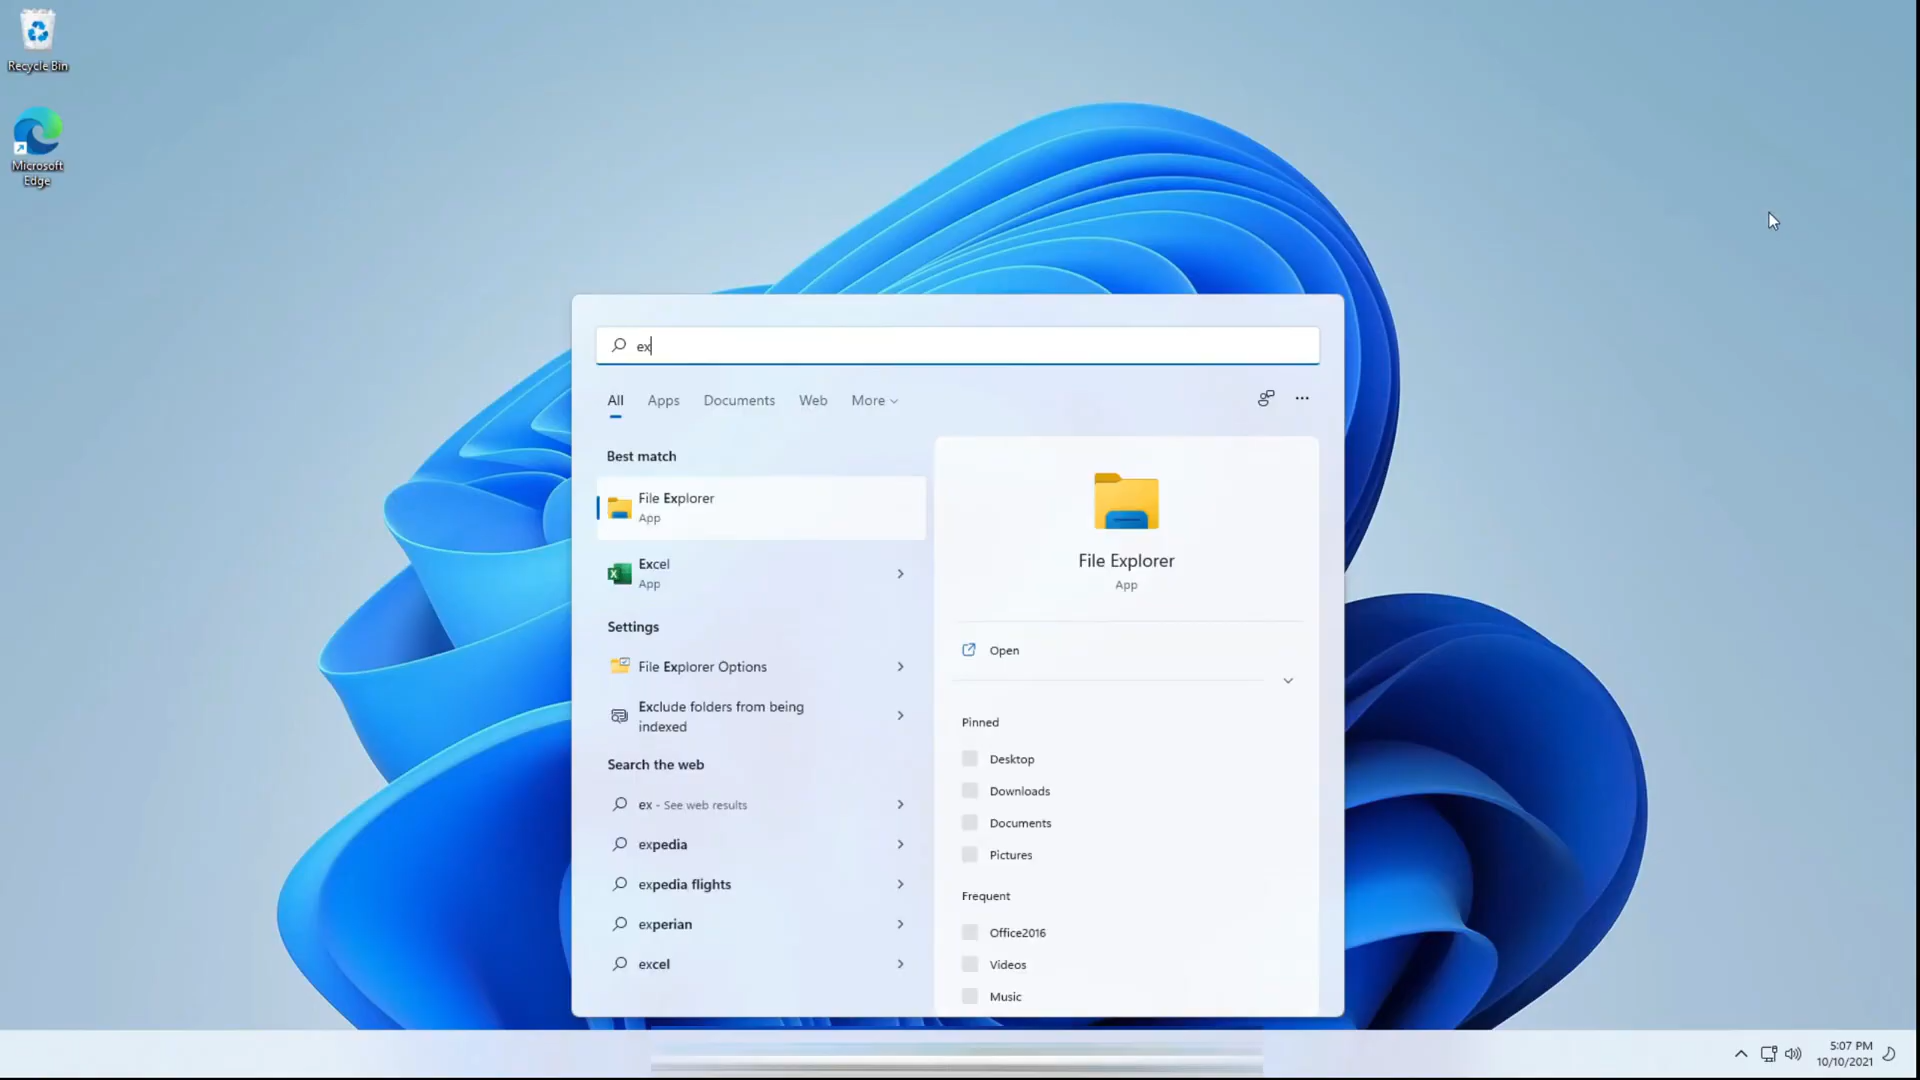 Recycle Bin
Microsoft
Edge
ex
All Apps Documents Web More
Best match
File Explorer
App
Excel
App
Settings
File Explorer Options
Exclude folders from being
indexed
Search the web
ex - See web results
expedia
expedia flights
experian
excel
File Explorer
App
Open
Pinned
Desktop
Downloads
Documents
Pictures
Frequent
Office2016
Videos
Music
5:07 PM
10/10/2021